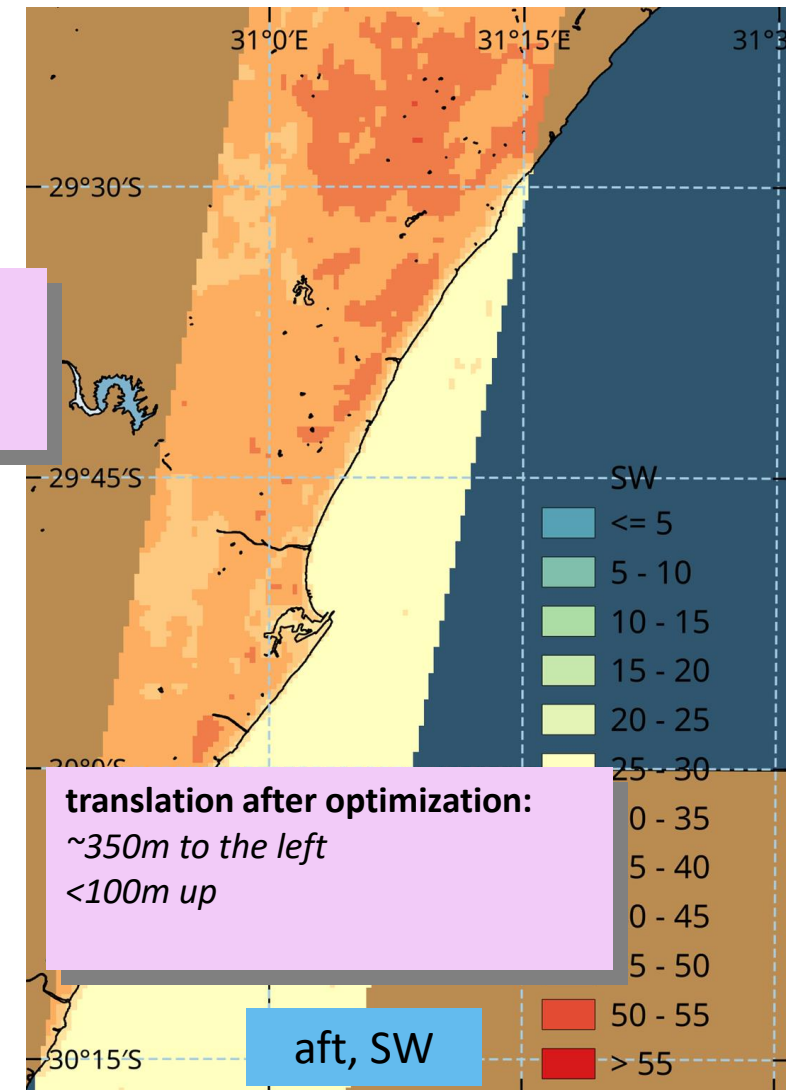 31°0′E
31°15′E
31°3
29°30′S
29°45′S
SW
<= 5
5 - 10
10 - 15
15 - 20
20 - 25
25 - 30
translation after optimization:
~350m to the left
<100m up
0 - 35
5 - 40
0 - 45
5 - 50
50 - 55
> 55
aft, SW
30°15′S